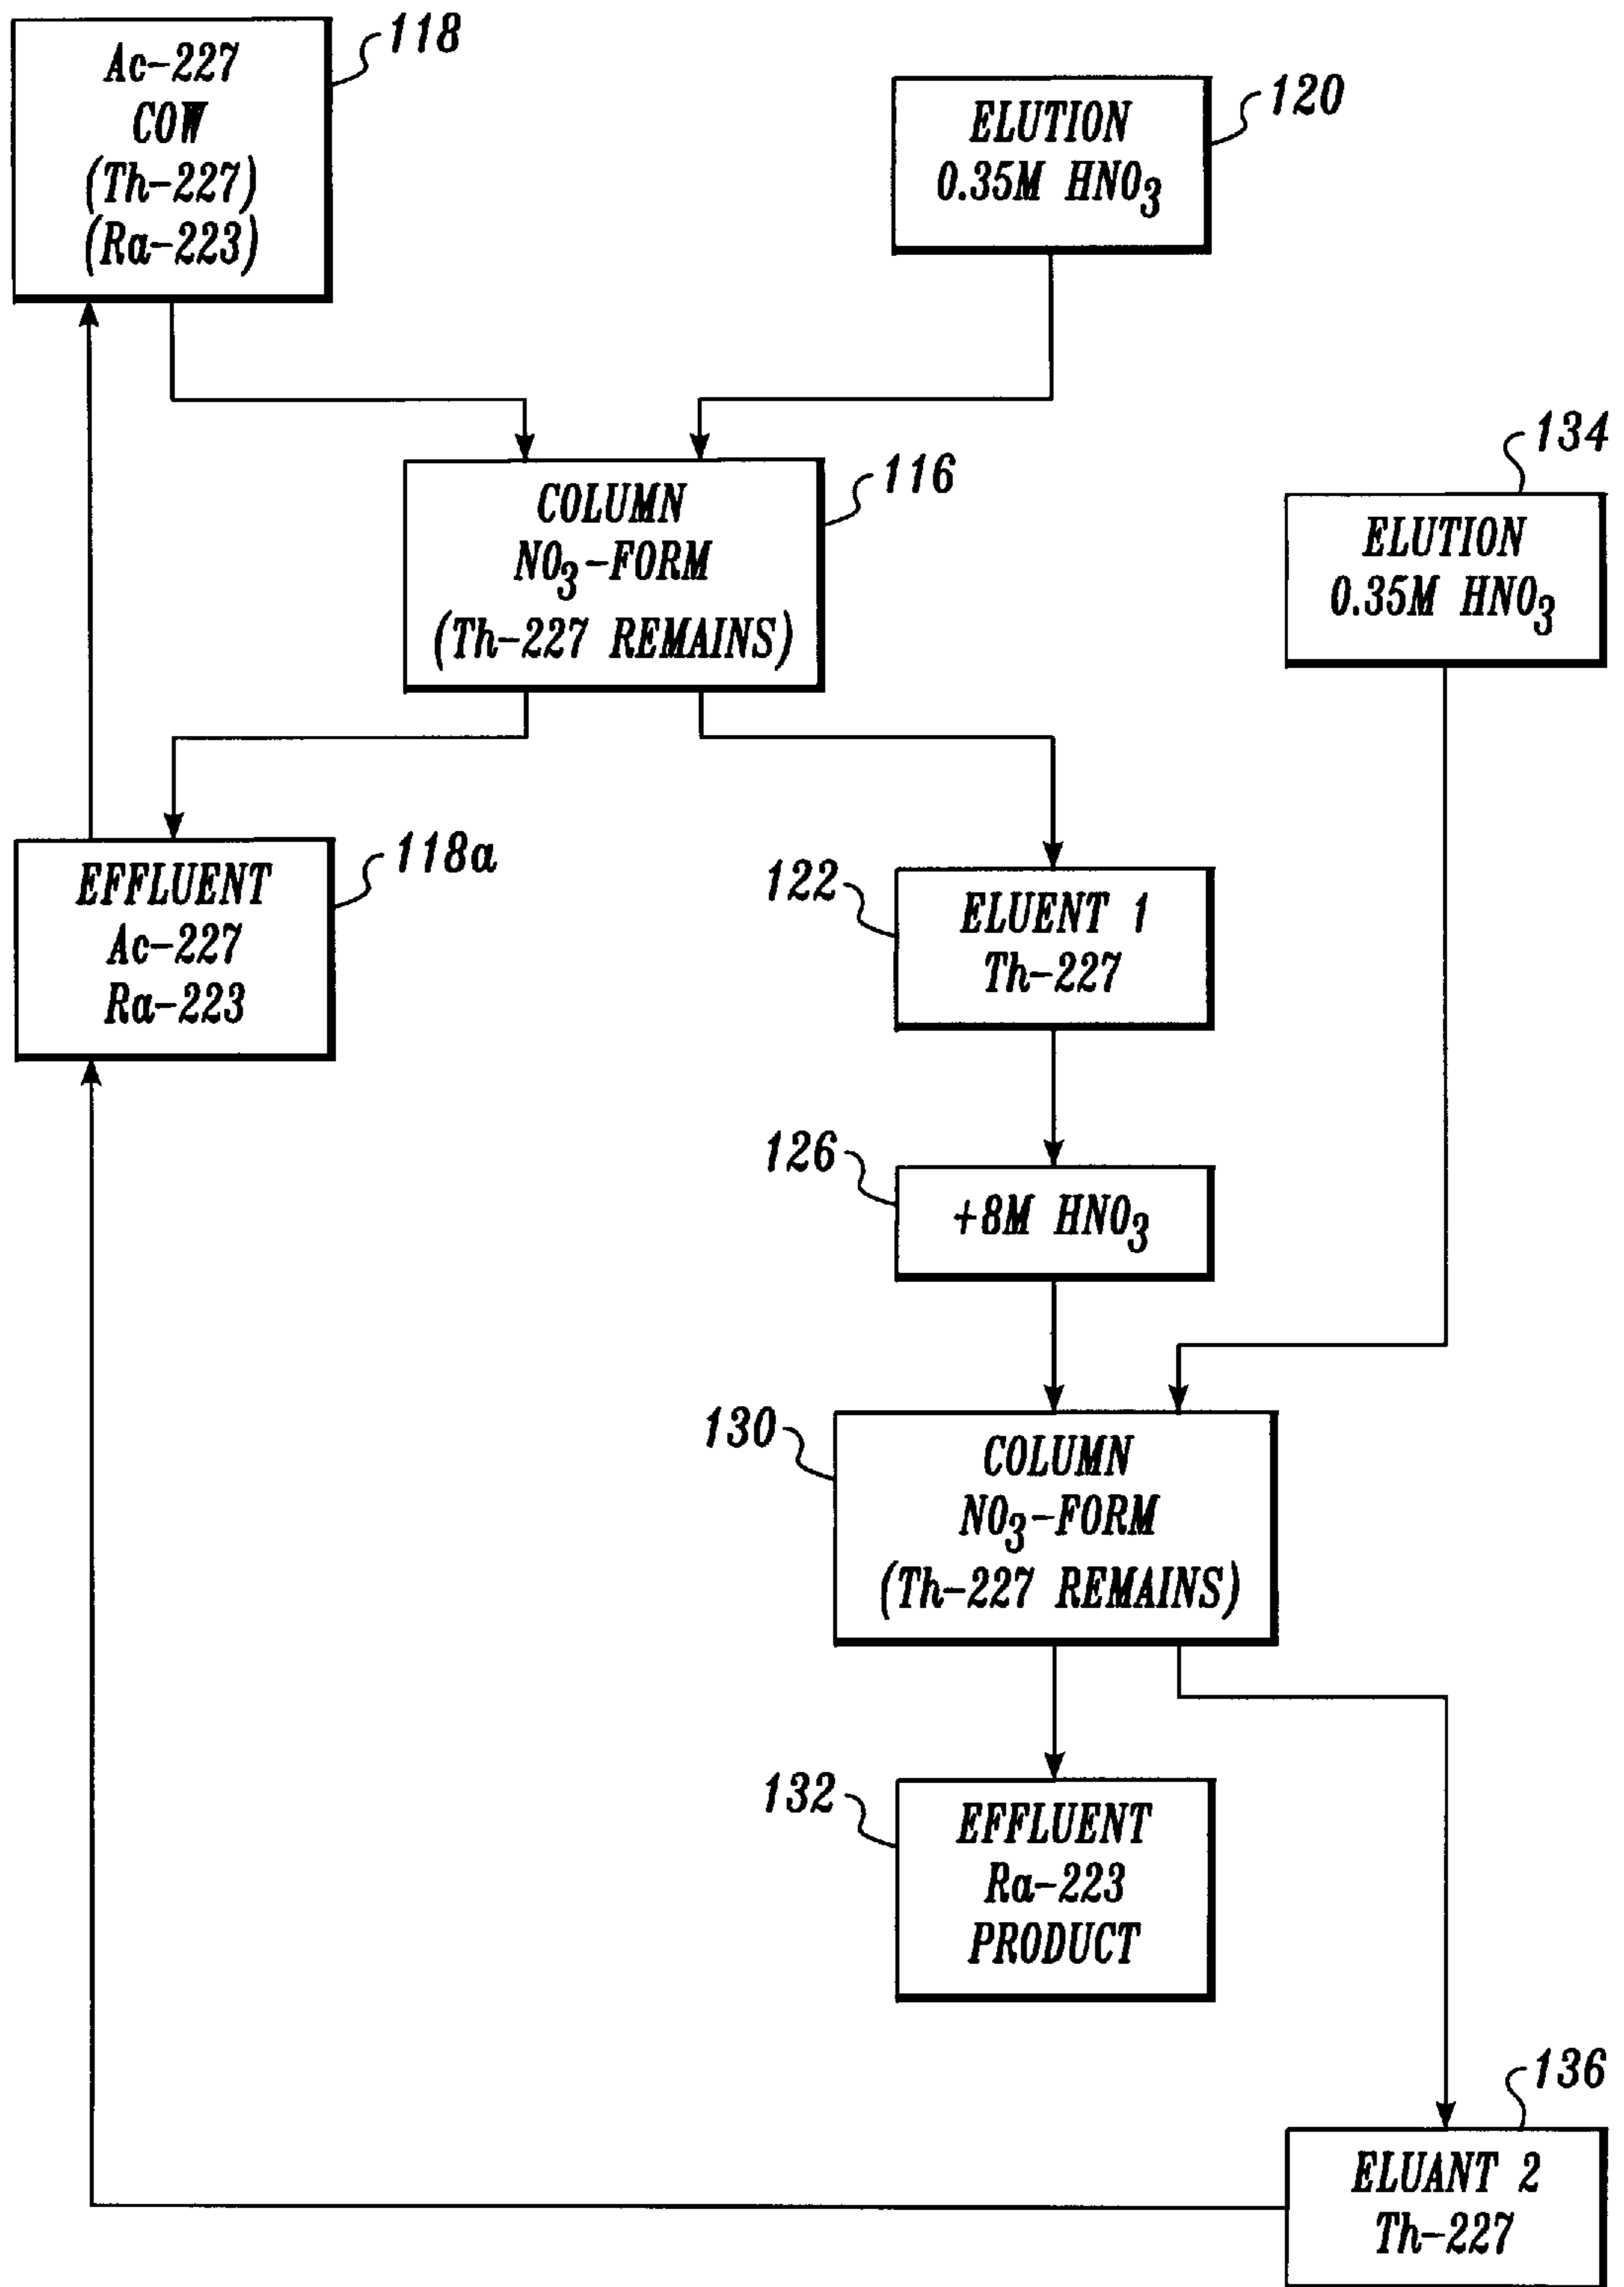 Ac-227
COW
(Th-227)
(Ra-223)
118
ELUTION
0.35M HNO₃
120
COLUMN
NO₃-FORM
(Th-227 REMAINS)
116
ELUTION
0.35M HNO₃
134
EFFLUENT
Ac-227
Ra-223
118a
122
ELUENT 1
Th-227
126
+8M HNO₃
130
COLUMN
NO₃-FORM
(Th-227 REMAINS)
132
EFFLUENT
Ra-223
PRODUCT
136
ELUANT 2
Th-227